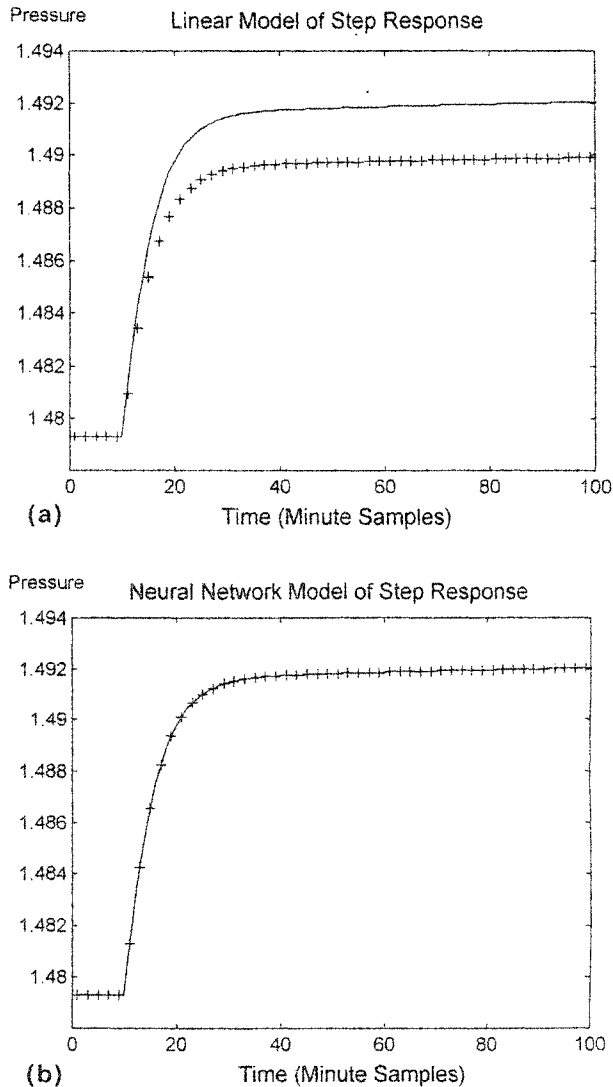 Pressure
Linear Model of Step Response
1.494
1.492
1.49
1.488
1.486
1.484
1.482
1.48
0 20 40 60 80 100
(a) Time (Minute Samples)
Pressure
Neural Network Model of Step Response
1.494
1.492
1.49
1.488
1.486
1.484
1.482
1.48
0 20 40 60 80 100
(b) Time (Minute Samples)